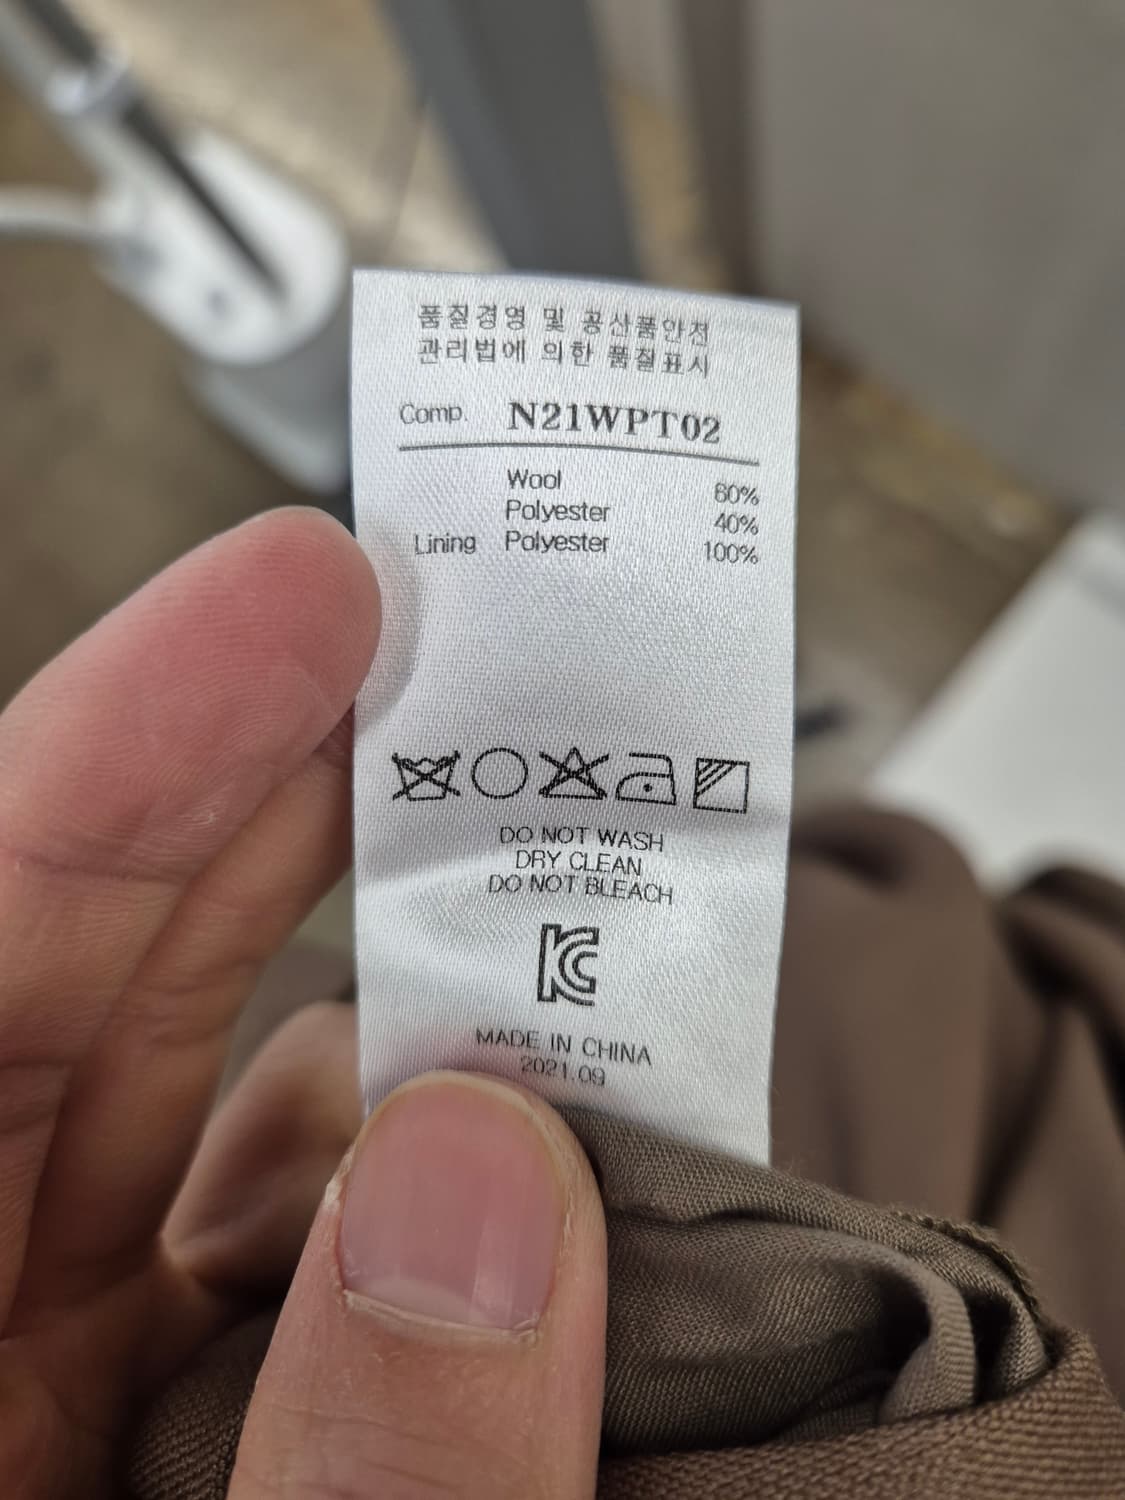 품질경영 및 공산품안전
관리법에 의한 품질표시
Comp. N21WPT02
Wool 60%
Polyester 40%
Lining Polyester 100%
DO NOT WASH
DRY CLEAN
DO NOT BLEACH
KC
MADE IN CHINA
2021.09